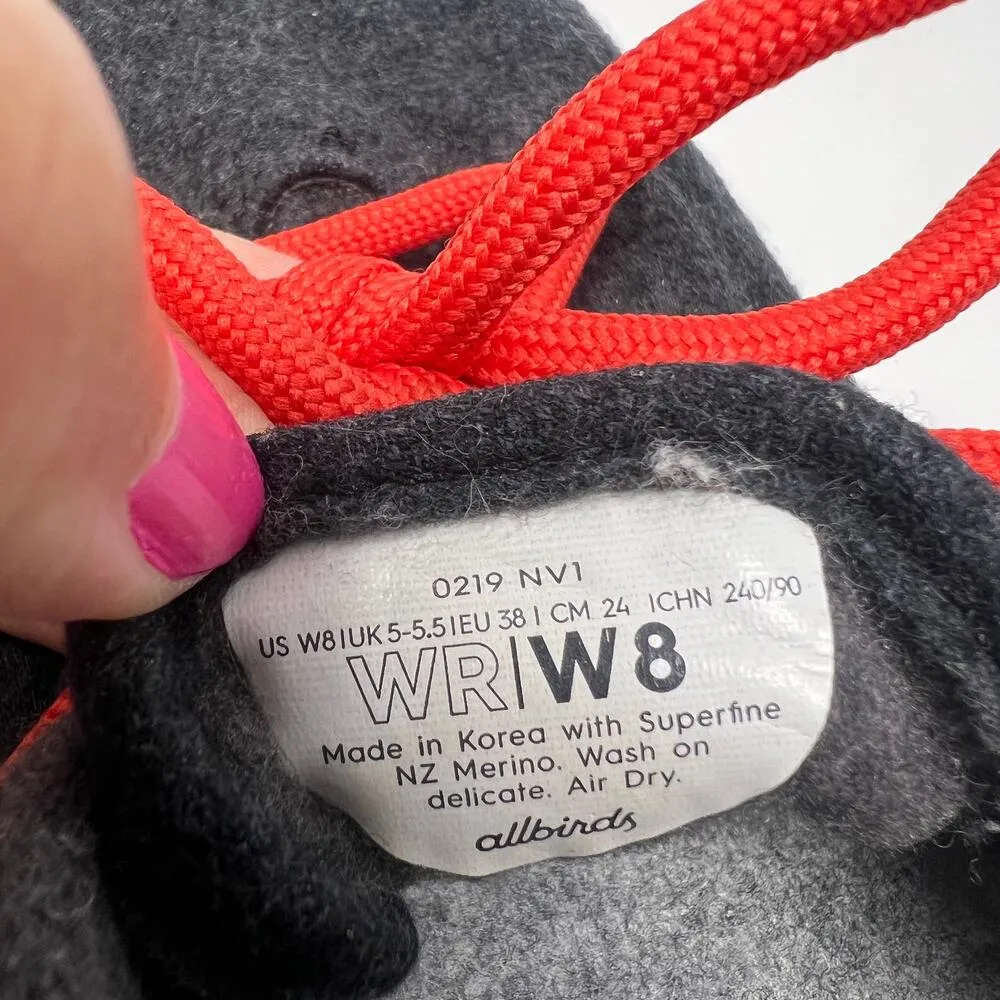 0219 NV1
US W8|UK 5-5.5|EU 38| CM 24 |CHN 240/90
WR|W8
Made in Korea with Superfine
NZ Merino. Wash on
delicate. Air Dry.
allbirds